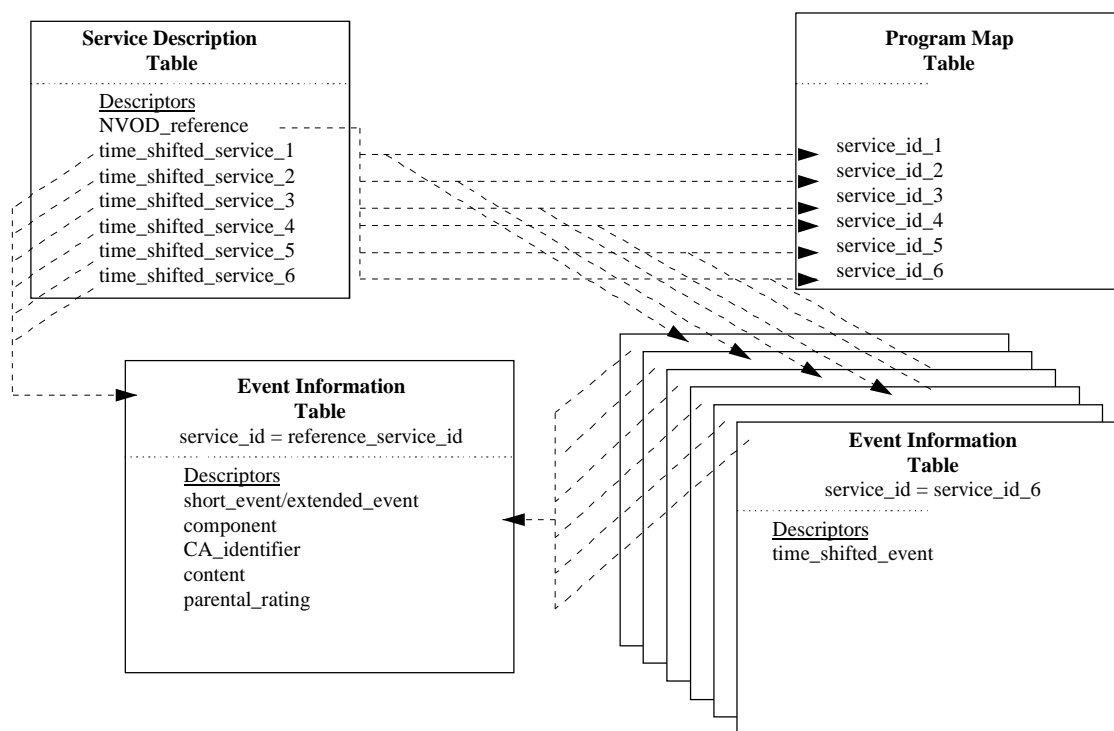 Service Description
Table
Descriptors
NVOD_reference
time_shifted_service_1
time_shifted_service_2
time_shifted_service_3
time_shifted_service_4
time_shifted_service_5
time_shifted_service_6
Program Map
Table
service_id_1
service_id_2
service_id_3
service_id_4
service_id_5
service_id_6
Event Information
Table
service_id = reference_service_id
Descriptors
short_event/extended_event
component
CA_identifier
content
parental_rating
Event Information
Table
service_id = service_id_6
Descriptors
time_shifted_event